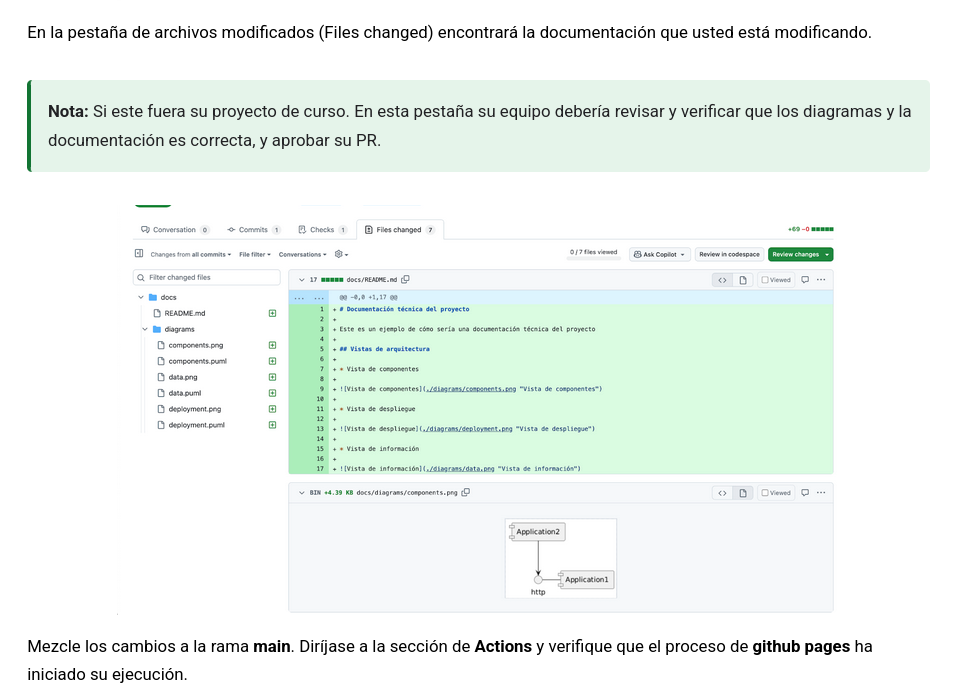 En la pestaña de archivos modificados (Files changed) encontrará la documentación que usted está modificando.
Nota: Si este fuera su proyecto de curso. En esta pestaña su equipo debería revisar y verificar que los diagramas y la
documentación es correcta, y aprobar su PR.
Conversation 0 Commits 1 Checks 1 Files changed 7 +69 −0
Changes from all commits File filter Conversations 0 / 7 files viewed Ask Copilot Review in codespace Review changes
Filter changed files
docs
README.md
diagrams
components.png
components.puml
data.png
data.puml
deployment.png
deployment.puml
17 docs/README.md Viewed
... ... @@ -0,0 +1,17 @@
1 + # Documentación técnica del proyecto
2 +
3 + Este es un ejemplo de cómo sería una documentación técnica del proyecto
4 +
5 + ## Vistas de arquitectura
6 +
7 + * Vista de componentes
8 +
9 + ![Vista de componentes](./diagrams/components.png "Vista de componentes")
10 +
11 + * Vista de despliegue
12 +
13 + ![Vista de despliegue](./diagrams/deployment.png "Vista de despliegue")
14 +
15 + * Vista de información
16 +
17 + ![Vista de información](./diagrams/data.png "Vista de información")
BIN +4.39 KB docs/diagrams/components.png Viewed
Application2
Application1
http
Mezcle los cambios a la rama main. Diríjase a la sección de Actions y verifique que el proceso de github pages ha
iniciado su ejecución.